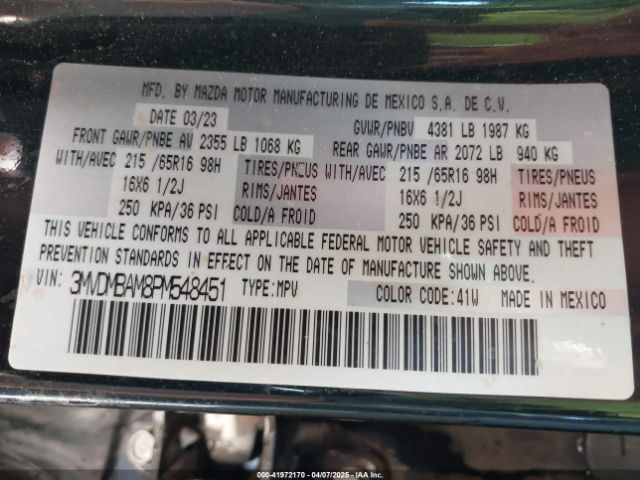 MFD. BY MAZDA MOTOR MANUFACTURING DE MEXICO S.A. DE C.V.
DATE 03/23 GVWR/PNBV 4381 LB 1987 KG
FRONT GAWR/PNBE AV 2355 LB 1068 KG REAR GAWR/PNBE AR 2072 LB 940 KG
WITH/AVEC 215 /65R16 98H TIRES/PNEUS WITH/AVEC 215 /65R16 98H TIRES/PNEUS
16X6 1/2J RIMS/JANTES 16X6 1/2J RIMS/JANTES
250 KPA/36 PSI COLD/A FROID 250 KPA/36 PSI COLD/A FROID
THIS VEHICLE CONFORMS TO ALL APPLICABLE FEDERAL MOTOR VEHICLE SAFETY AND THEFT
PREVENTION STANDARDS IN EFFECT ON THE DATE OF MANUFACTURE SHOWN ABOVE.
VIN: 3MVDMBAM8PM548451 TYPE:MPV COLOR CODE:41W MADE IN MEXICO
000-41972170 - 04/07/2025 - IAAI.COM